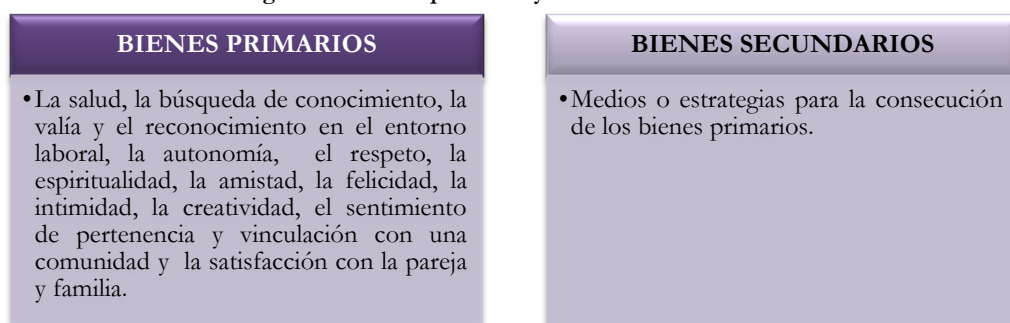 BIENES PRIMARIOS
•La salud, la búsqueda de conocimiento, la
valía y el reconocimiento en el entorno
laboral, la autonomía, el respeto, la
espiritualidad, la amistad, la felicidad, la
intimidad, la creatividad, el sentimiento
de pertenencia y vinculación con una
comunidad y la satisfacción con la pareja
y familia.
BIENES SECUNDARIOS
•Medios o estrategias para la consecución
de los bienes primarios.